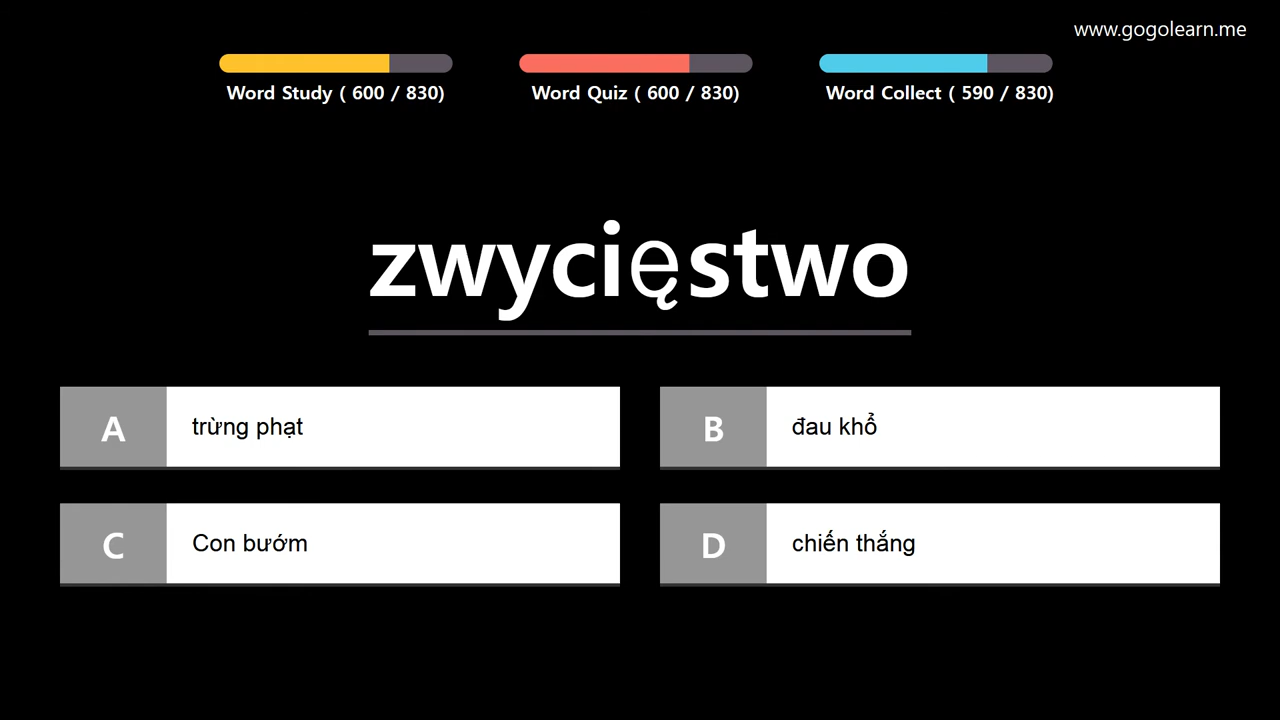 www.gogolearn.me
Word Study ( 600 / 830)
Word Quiz ( 600 / 830)
Word Collect ( 590 / 830)
zwycięstwo
A trừng phạt
B đau khổ
C Con bướm
D chiến thắng